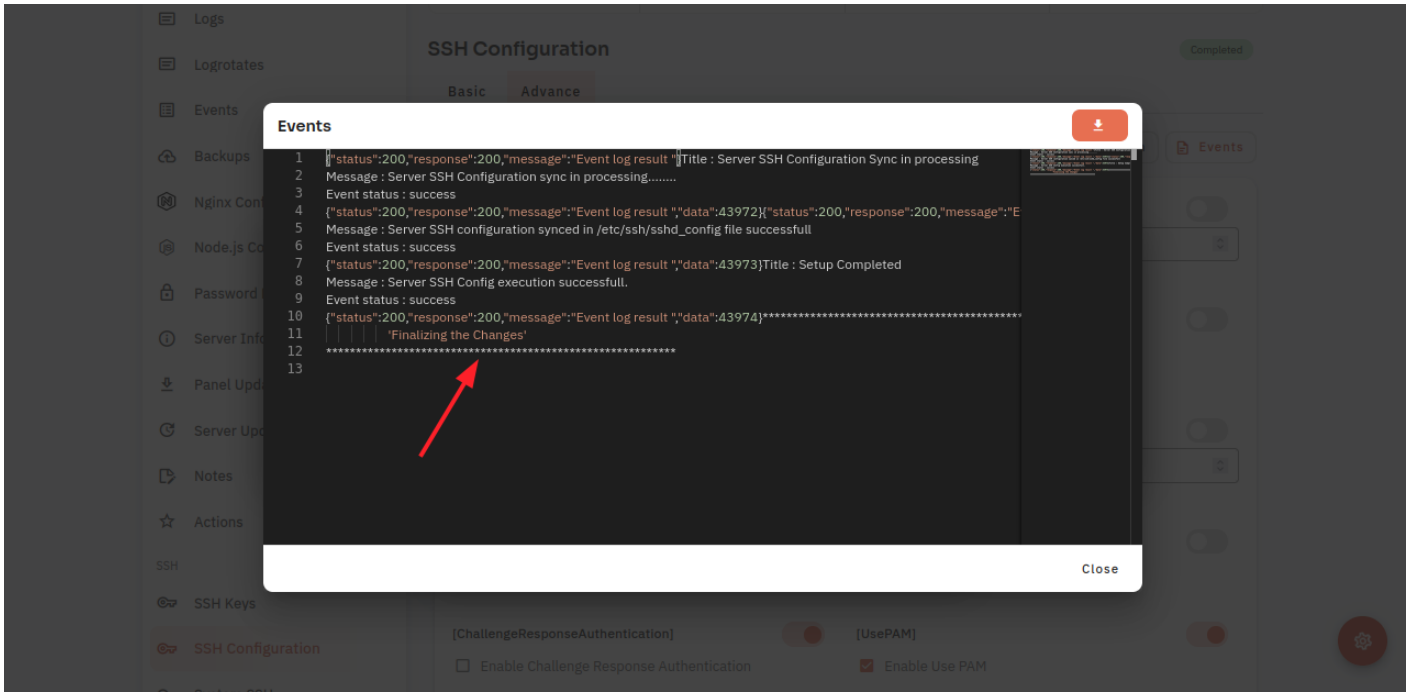 Logs
Logrotates
Events
Backups
Nginx Con
Node.js Co
Password
Server Info
Panel Upda
Server Upd
Notes
Actions
SSH
SSH Keys
SSH Configuration
SSH Configuration
Completed
Basic
Advance
Events
Events
1 {"status":200,"response":200,"message":"Event log result "}Title : Server SSH Configuration Sync in processing
2 Message : Server SSH Configuration sync in processing........
3 Event status : success
4 {"status":200,"response":200,"message":"Event log result ","data":43972}{"status":200,"response":200,"message":"E
5 Message : Server SSH configuration synced in /etc/ssh/sshd_config file successfull
6 Event status : success
7 {"status":200,"response":200,"message":"Event log result ","data":43973}Title : Setup Completed
8 Message : Server SSH Config execution successfull.
9 Event status : success
10 {"status":200,"response":200,"message":"Event log result ","data":43974}********************************************
11 'Finalizing the Changes'
12 ***********************************************************
13
Close
[ChallengeResponseAuthentication]
Enable Challenge Response Authentication
[UsePAM]
Enable Use PAM